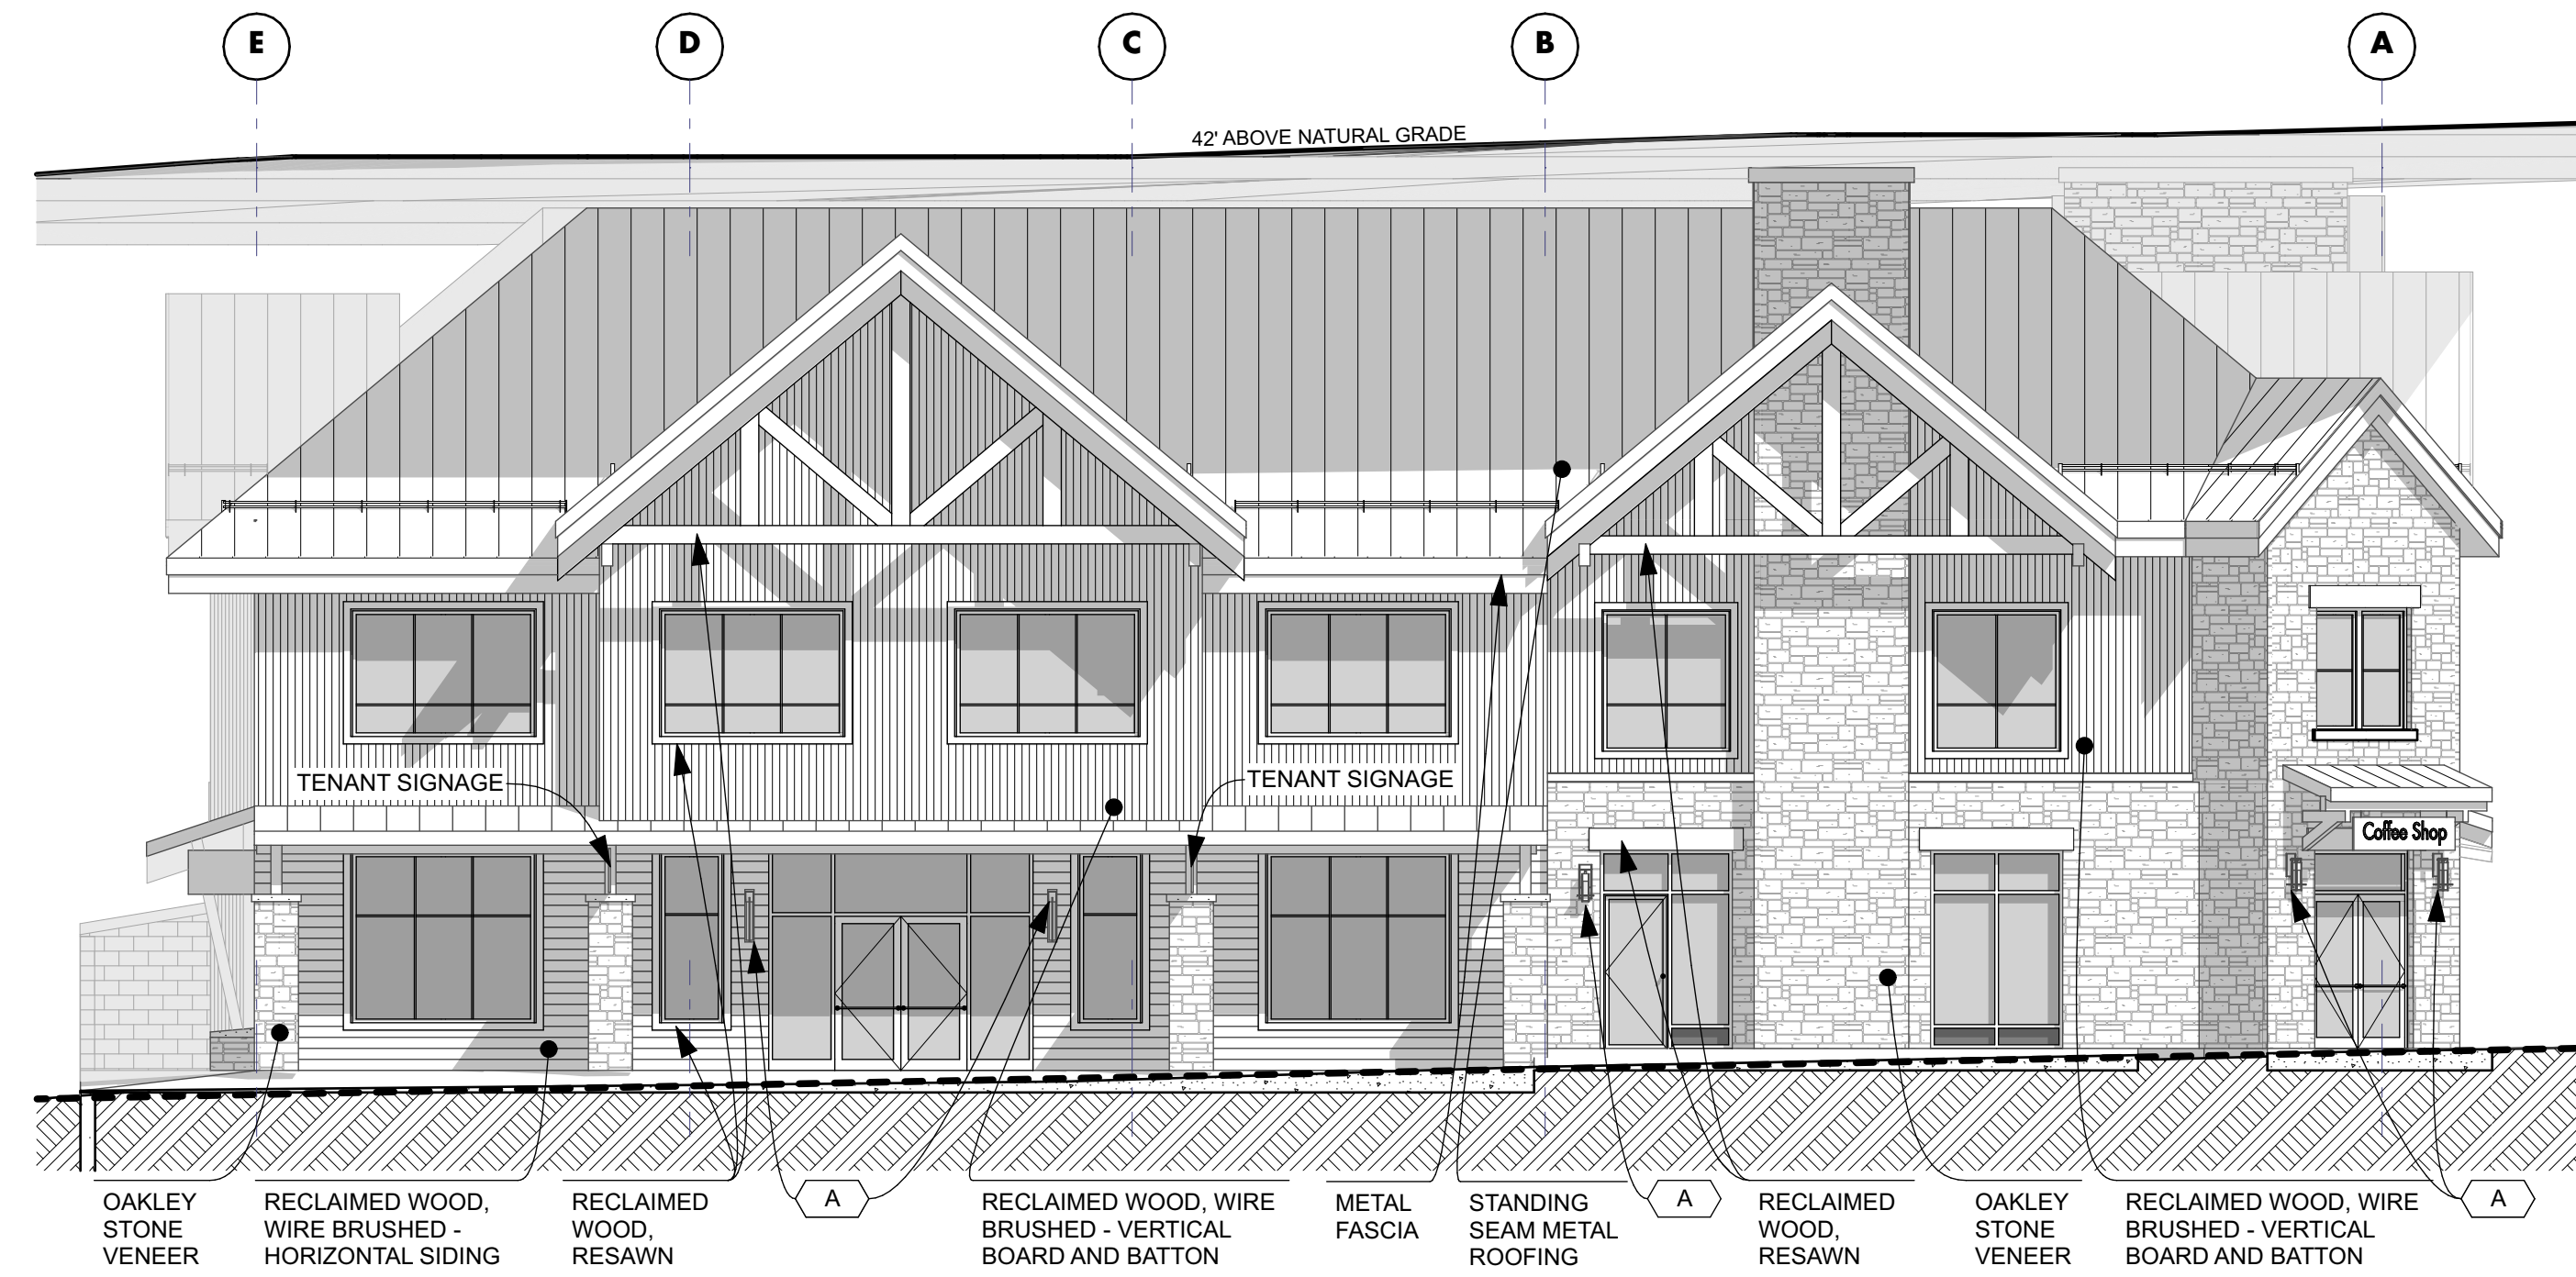 E
D
C
B
A
42' ABOVE NATURAL GRADE
TENANT SIGNAGE
TENANT SIGNAGE
Coffee Shop
OAKLEY
STONE
VENEER
RECLAIMED WOOD,
WIRE BRUSHED -
HORIZONTAL SIDING
RECLAIMED
WOOD,
RESAWN
A
RECLAIMED WOOD, WIRE
BRUSHED - VERTICAL
BOARD AND BATTON
METAL
FASCIA
STANDING
SEAM METAL
ROOFING
A
RECLAIMED
WOOD,
RESAWN
OAKLEY
STONE
VENEER
RECLAIMED WOOD, WIRE
BRUSHED - VERTICAL
BOARD AND BATTON
A